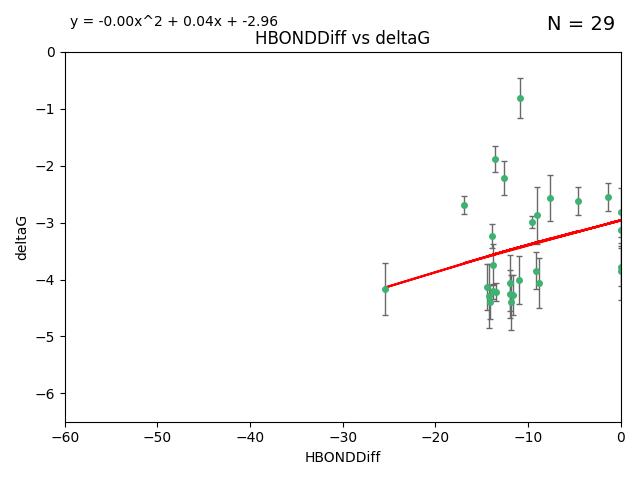 y = -0.00x^2 + 0.04x + -2.96
N = 29
HBONDDiff vs deltaG
0
−1
−2
−3
−4
−5
−6
deltaG
−60
−50
−40
−30
−20
−10
0
HBONDDiff